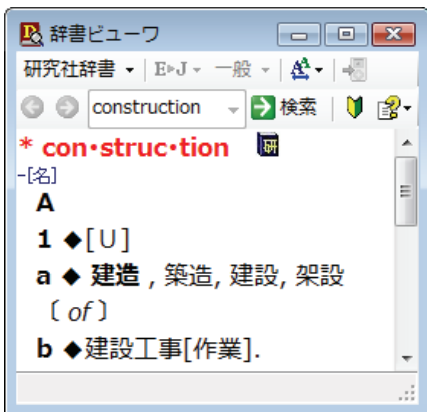 辞書ビューワ
研究社辞書 E▸J 一般
construction 検索
* con•struc•tion 研
-[名]
A
1 ◆[U]
a ◆ 建造 , 築造, 建設, 架設
〔 of 〕
b ◆建設工事[作業].